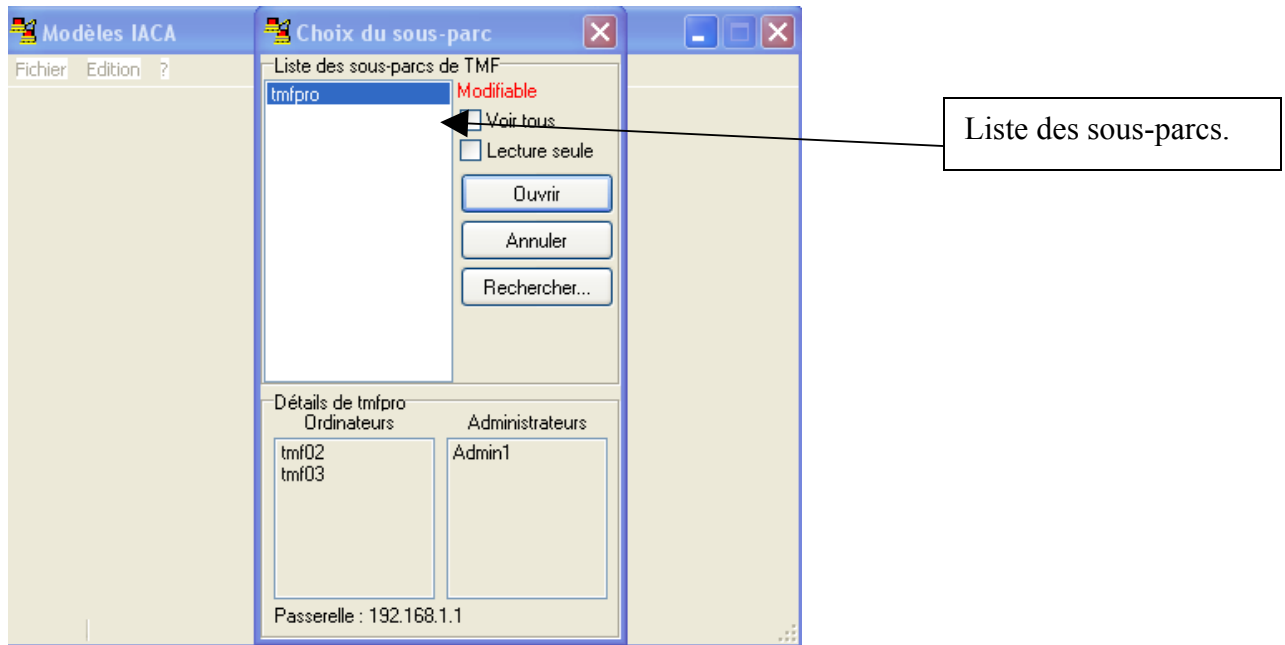 Modèles IACA
Choix du sous-parc
Fichier Edition ?
Liste des sous-parcs de TMF
tmfpro
Modifiable
Voir tous
Lecture seule
Ouvrir
Annuler
Rechercher...
Liste des sous-parcs.
Détails de tmfpro
Ordinateurs
Administrateurs
tmf02
tmf03
Admin1
Passerelle : 192.168.1.1